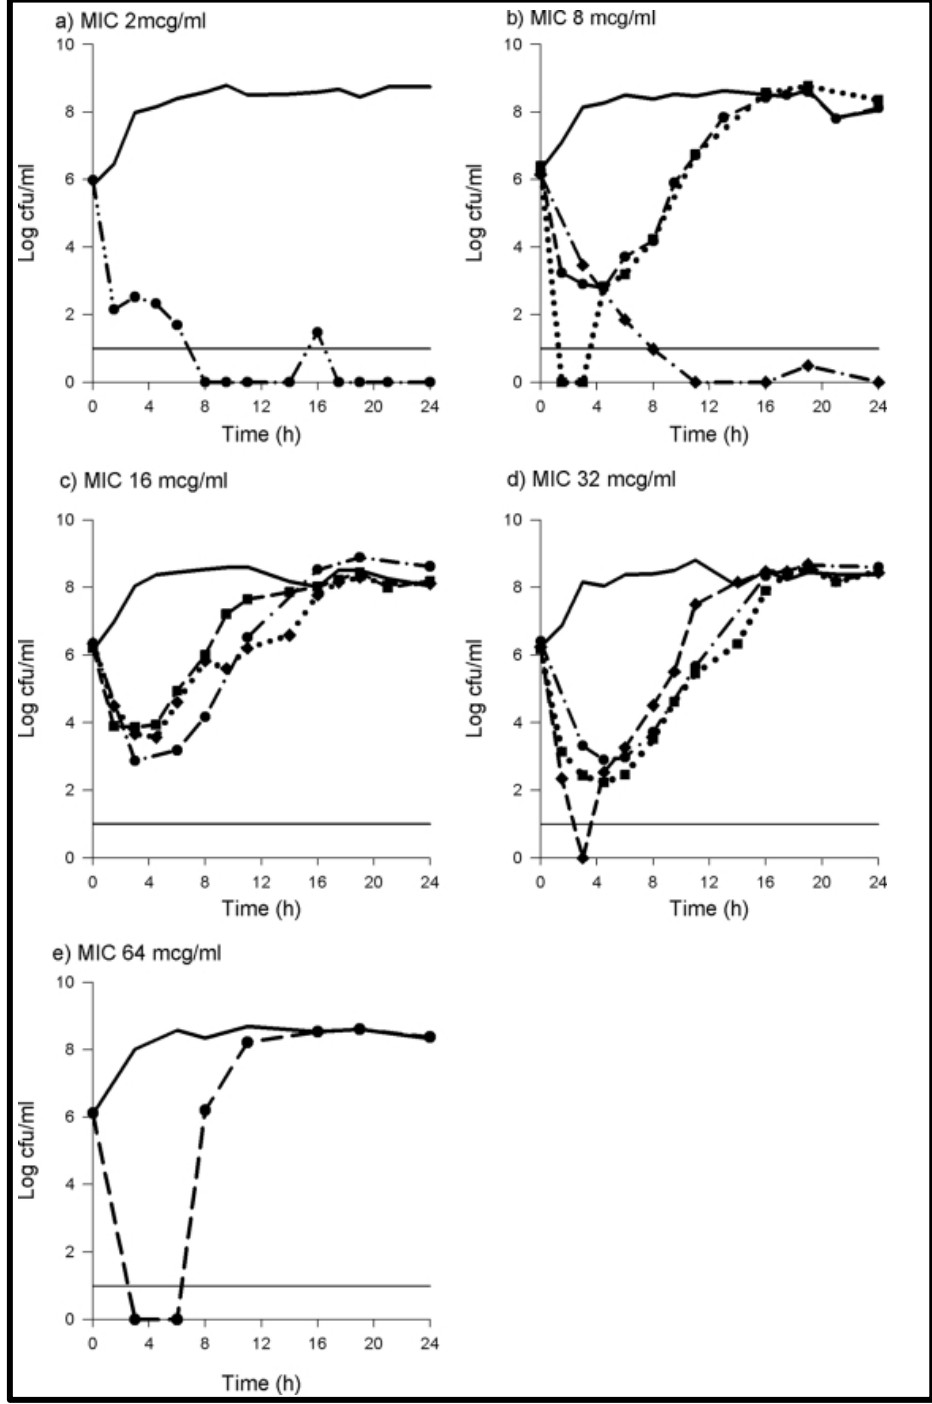 a) MIC 2mcg/ml
10
8
6
4
2
0
Log cfu/ml
0 4 8 12 16 20 24
Time (h)
b) MIC 8 mcg/ml
10
8
6
4
2
0
Log cfu/ml
0 4 8 12 16 20 24
Time (h)
c) MIC 16 mcg/ml
10
8
6
4
2
0
Log cfu/ml
0 4 8 12 16 20 24
Time (h)
d) MIC 32 mcg/ml
10
8
6
4
2
0
Log cfu/ml
0 4 8 12 16 20 24
Time (h)
e) MIC 64 mcg/ml
10
8
6
4
2
0
Log cfu/ml
0 4 8 12 16 20 24
Time (h)